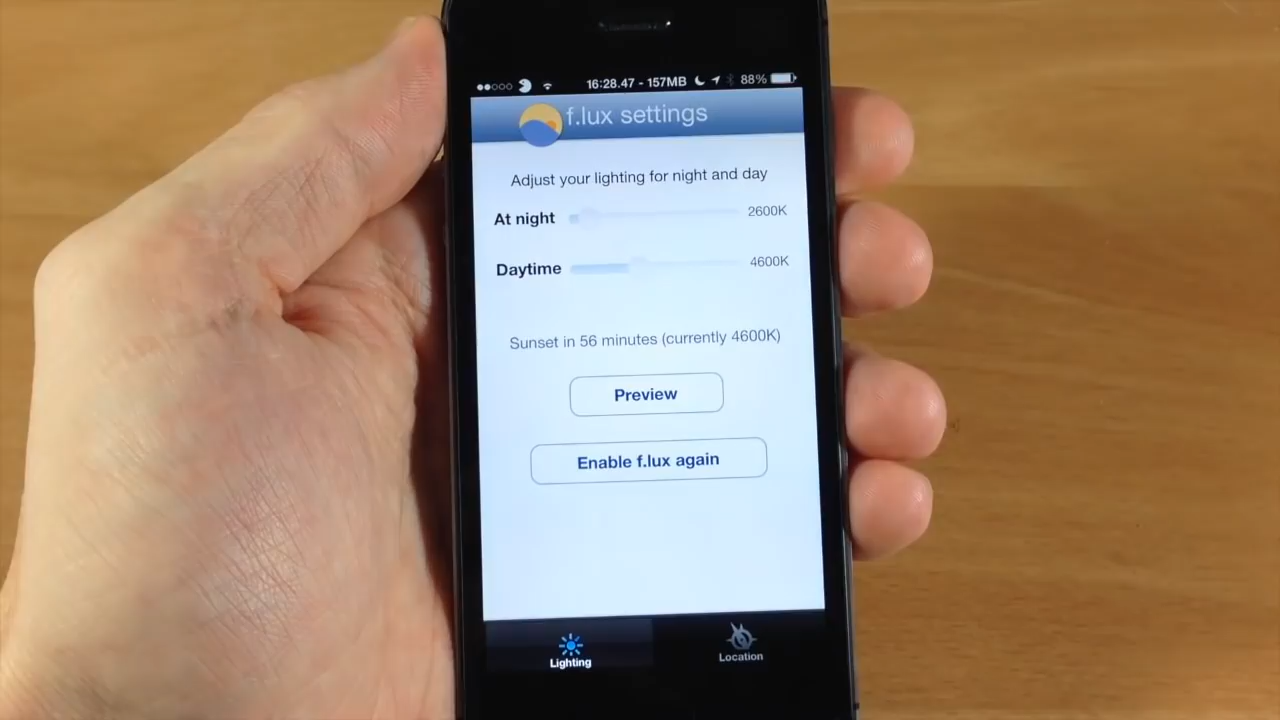 16:28.47 - 157MB 88%
f.lux settings
Adjust your lighting for night and day
At night 2600K
Daytime 4600K
Sunset in 56 minutes (currently 4600K)
Preview
Enable f.lux again
Lighting Location